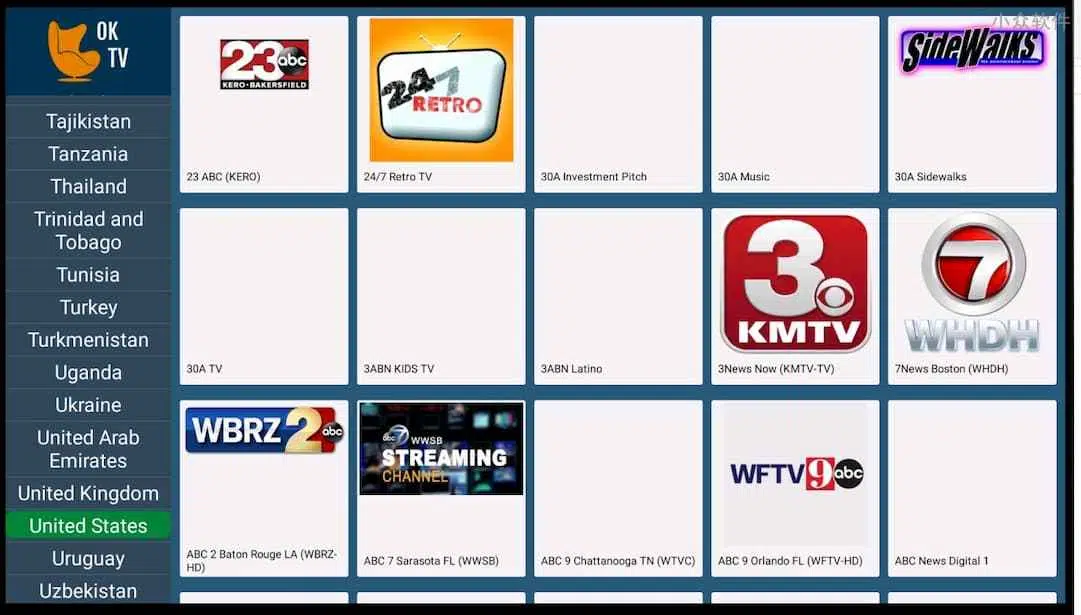 小众软件
OK
TV
Tajikistan
Tanzania
Thailand
Trinidad and
Tobago
Tunisia
Turkey
Turkmenistan
Uganda
Ukraine
United Arab
Emirates
United Kingdom
United States
Uruguay
Uzbekistan
23 abc
KERO·BAKERSFIELD
23 ABC (KERO)
24/7
RETRO
24/7 Retro TV
30A Investment Pitch
30A Music
SideWalks
30A Sidewalks
30A TV
3ABN KIDS TV
3ABN Latino
3
KMTV
3News Now (KMTV-TV)
7
WHDH
7News Boston (WHDH)
WBRZ 2 abc
ABC 2 Baton Rouge LA (WBRZ-
HD)
abc 7 WWSB
STREAMING
CHANNEL
ABC 7 Sarasota FL (WWSB)
ABC 9 Chattanooga TN (WTVC)
WFTV 9 abc
ABC 9 Orlando FL (WFTV-HD)
ABC News Digital 1